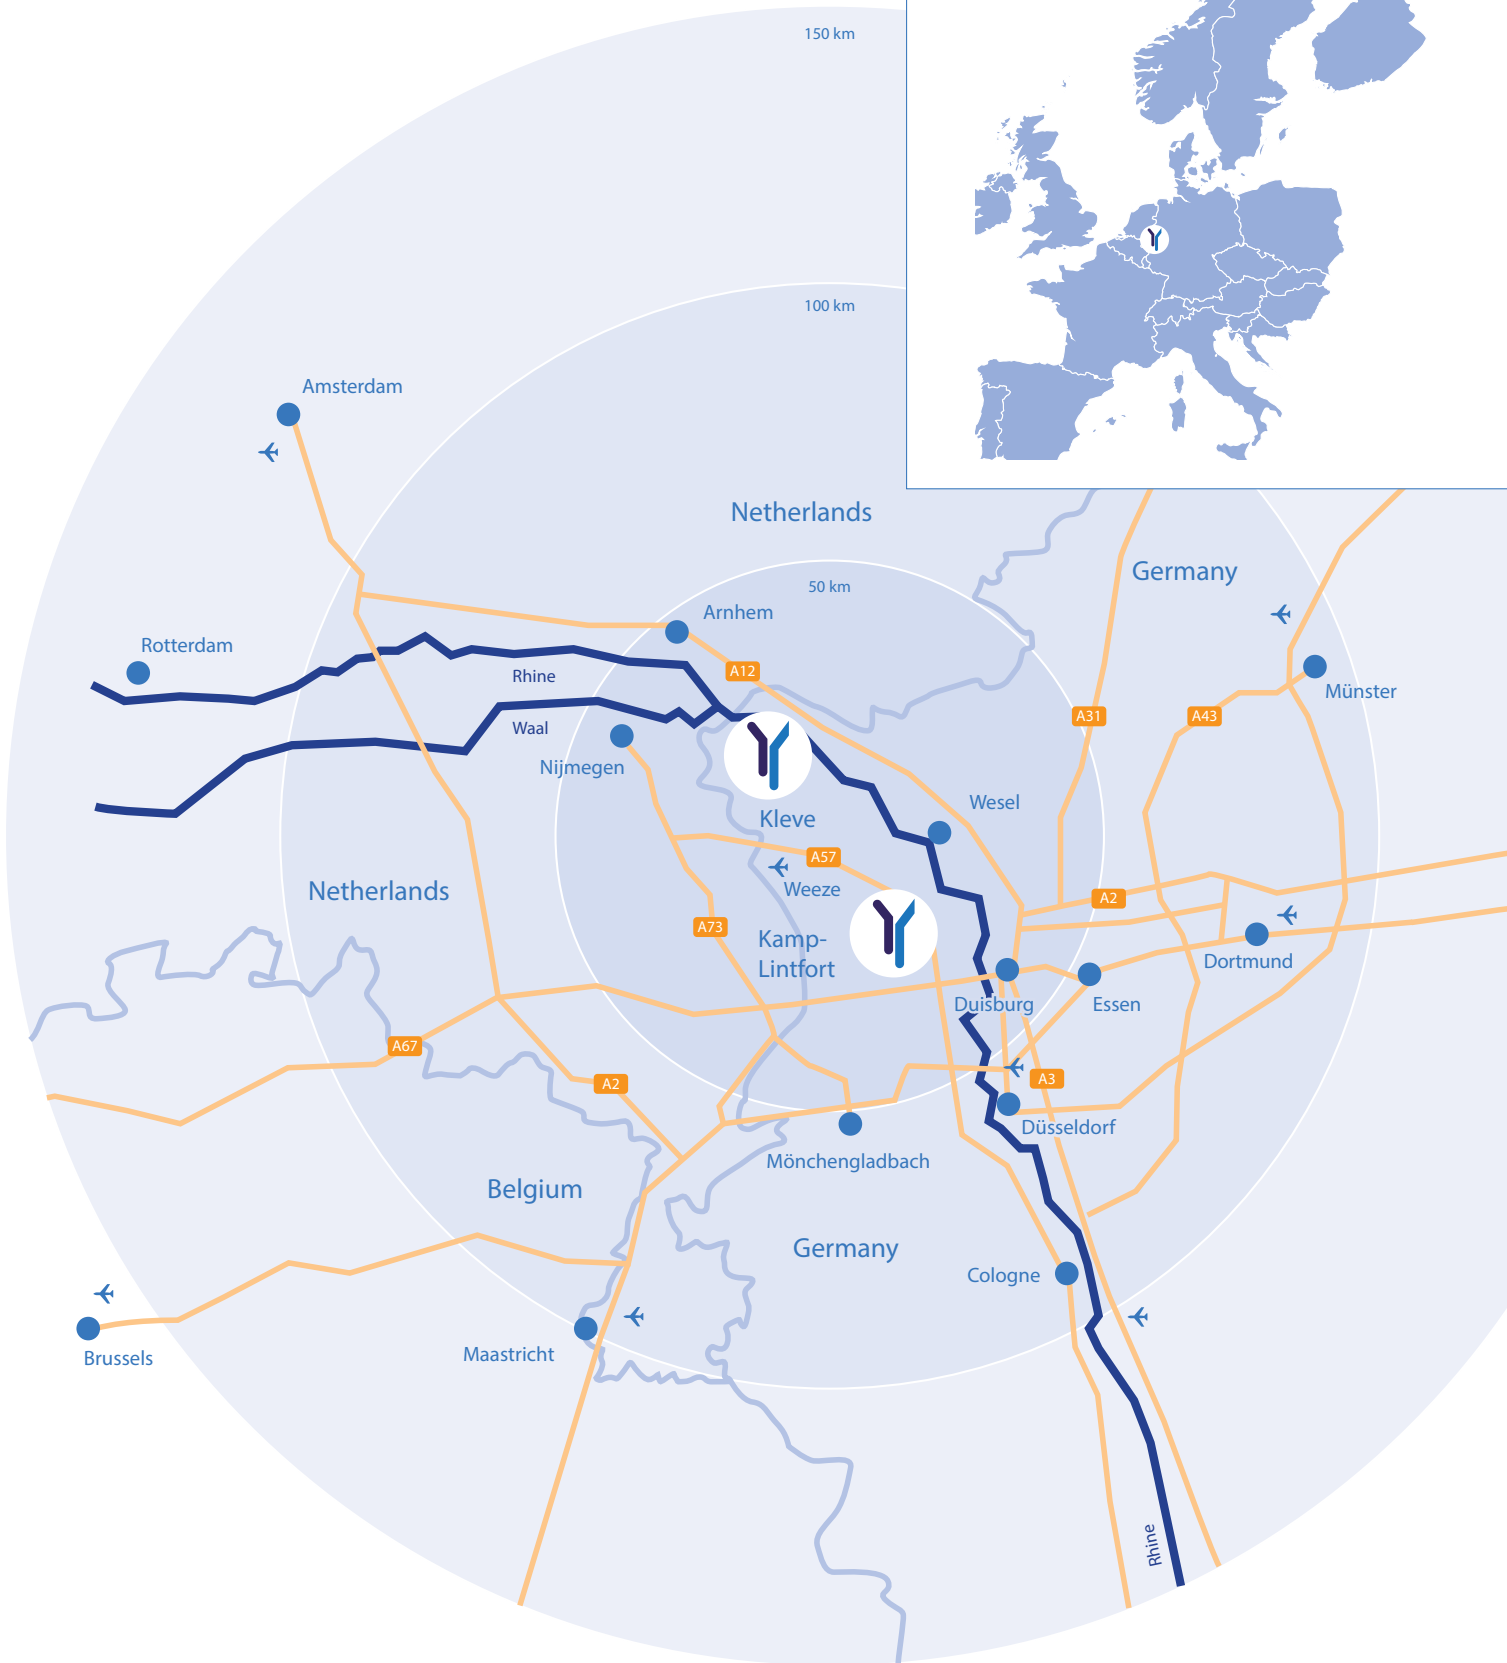 150 km
100 km
Amsterdam
Netherlands
Germany
50 km
Arnhem
Rotterdam
A12
Rhine
Münster
A31
A43
Waal
Nijmegen
Wesel
Kleve
A57
Weeze
Netherlands
A2
A73
Kamp-
Lintfort
Dortmund
Duisburg
Essen
A67
A2
A3
Düsseldorf
Mönchengladbach
Belgium
Germany
Cologne
Brussels
Maastricht
Rhine